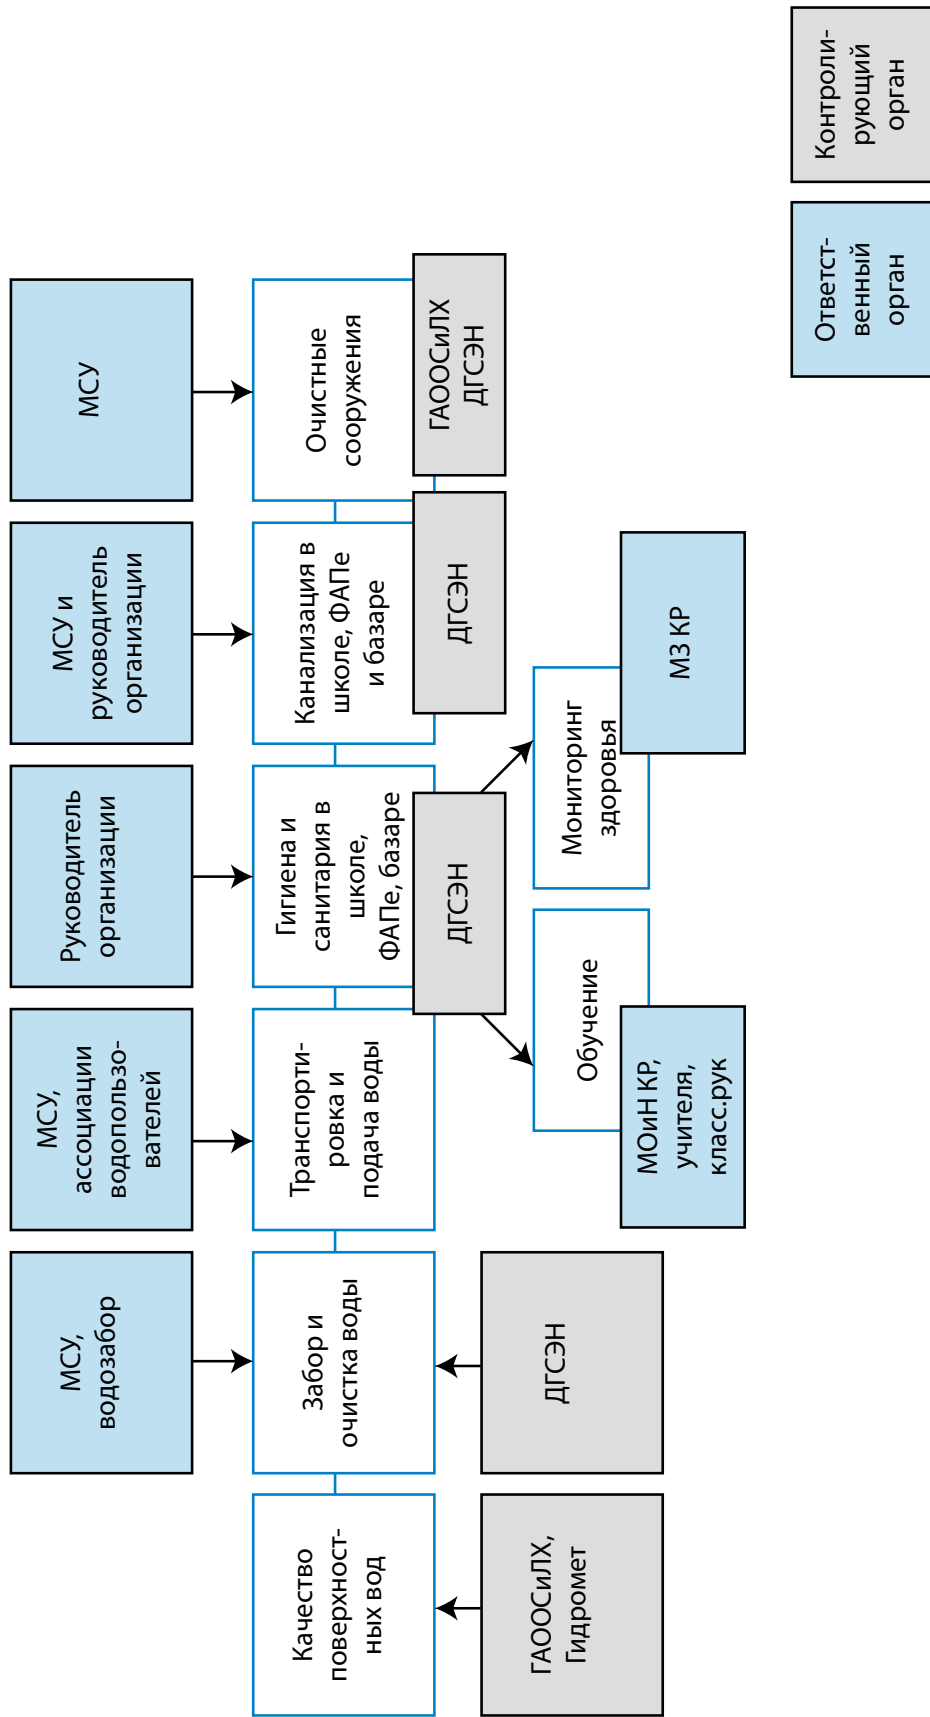 МСУ,
водозабор
МСУ,
ассоциации
водопользо-
вателей
Руководитель
организации
МСУ и
руководитель
организации
МСУ
Качество
поверхност-
ных вод
Забор и
очистка воды
Транспорти-
ровка и
подача воды
Гигиена и
санитария в
школе,
ФАПе, базаре
Канализация в
школе, ФАПе
и базаре
Очистные
сооружения
ГАООСиЛХ,
Гидромет
ДГСЭН
ДГСЭН
ДГСЭН
ГАООСиЛХ
ДГСЭН
Обучение
МОиН КР,
учителя,
класс.рук
Мониторинг
здоровья
МЗ КР
Ответст-
венный
орган
Контроли-
рующий
орган